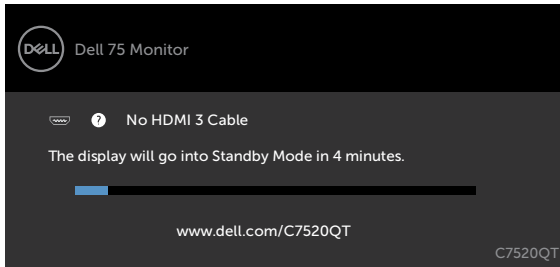 DELL
Dell 75 Monitor
? No HDMI 3 Cable
The display will go into Standby Mode in 4 minutes.
www.dell.com/C7520QT
C7520QT